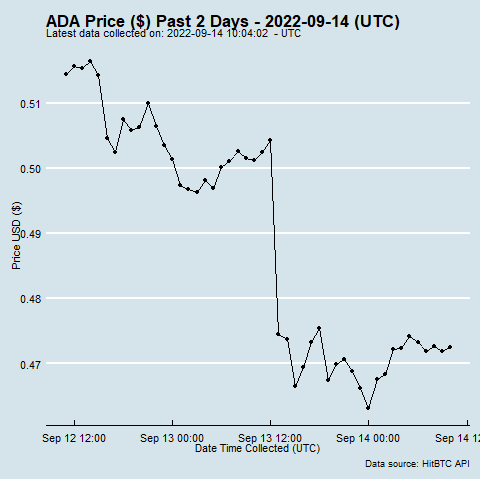 ADA Price ($) Past 2 Days - 2022-09-14 (UTC)
Latest data collected on: 2022-09-14 10:04:02  - UTC
0.51
0.50
0.49
0.48
0.47
Price USD ($)
Sep 12 12:00 Sep 13 00:00 Sep 13 12:00 Sep 14 00:00 Sep 14 12
Date Time Collected (UTC)
Data source: HitBTC API